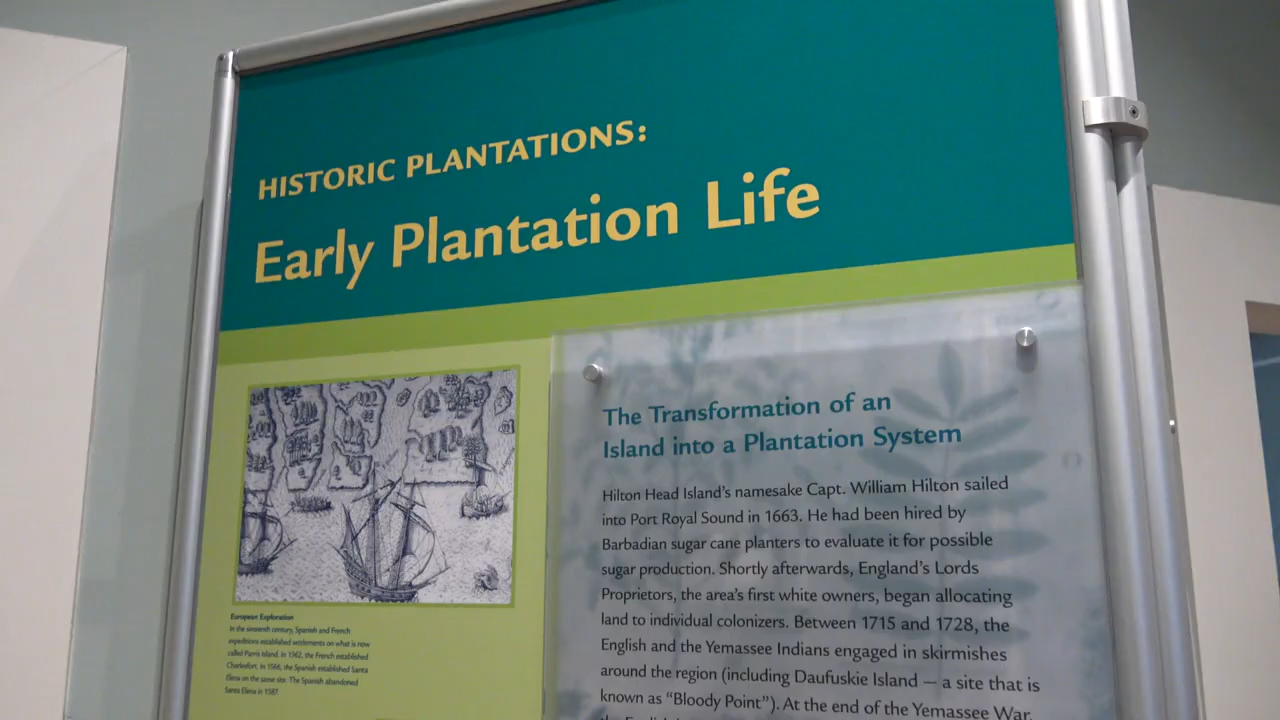 HISTORIC PLANTATIONS:
Early Plantation Life
European Exploration
In the sixteenth century, Spanish and French
expeditions established settlements on what is now
called Parris Island. In 1562, the French established
Charlesfort. In 1566, the Spanish established Santa
Elena on the same site. The Spanish abandoned
Santa Elena in 1587.
The Transformation of an
Island into a Plantation System
Hilton Head Island's namesake Capt. William Hilton sailed
into Port Royal Sound in 1663. He had been hired by
Barbadian sugar cane planters to evaluate it for possible
sugar production. Shortly afterwards, England's Lords
Proprietors, the area's first white owners, began allocating
land to individual colonizers. Between 1715 and 1728, the
English and the Yemassee Indians engaged in skirmishes
around the region (including Daufuskie Island — a site that is
known as "Bloody Point"). At the end of the Yemassee War,